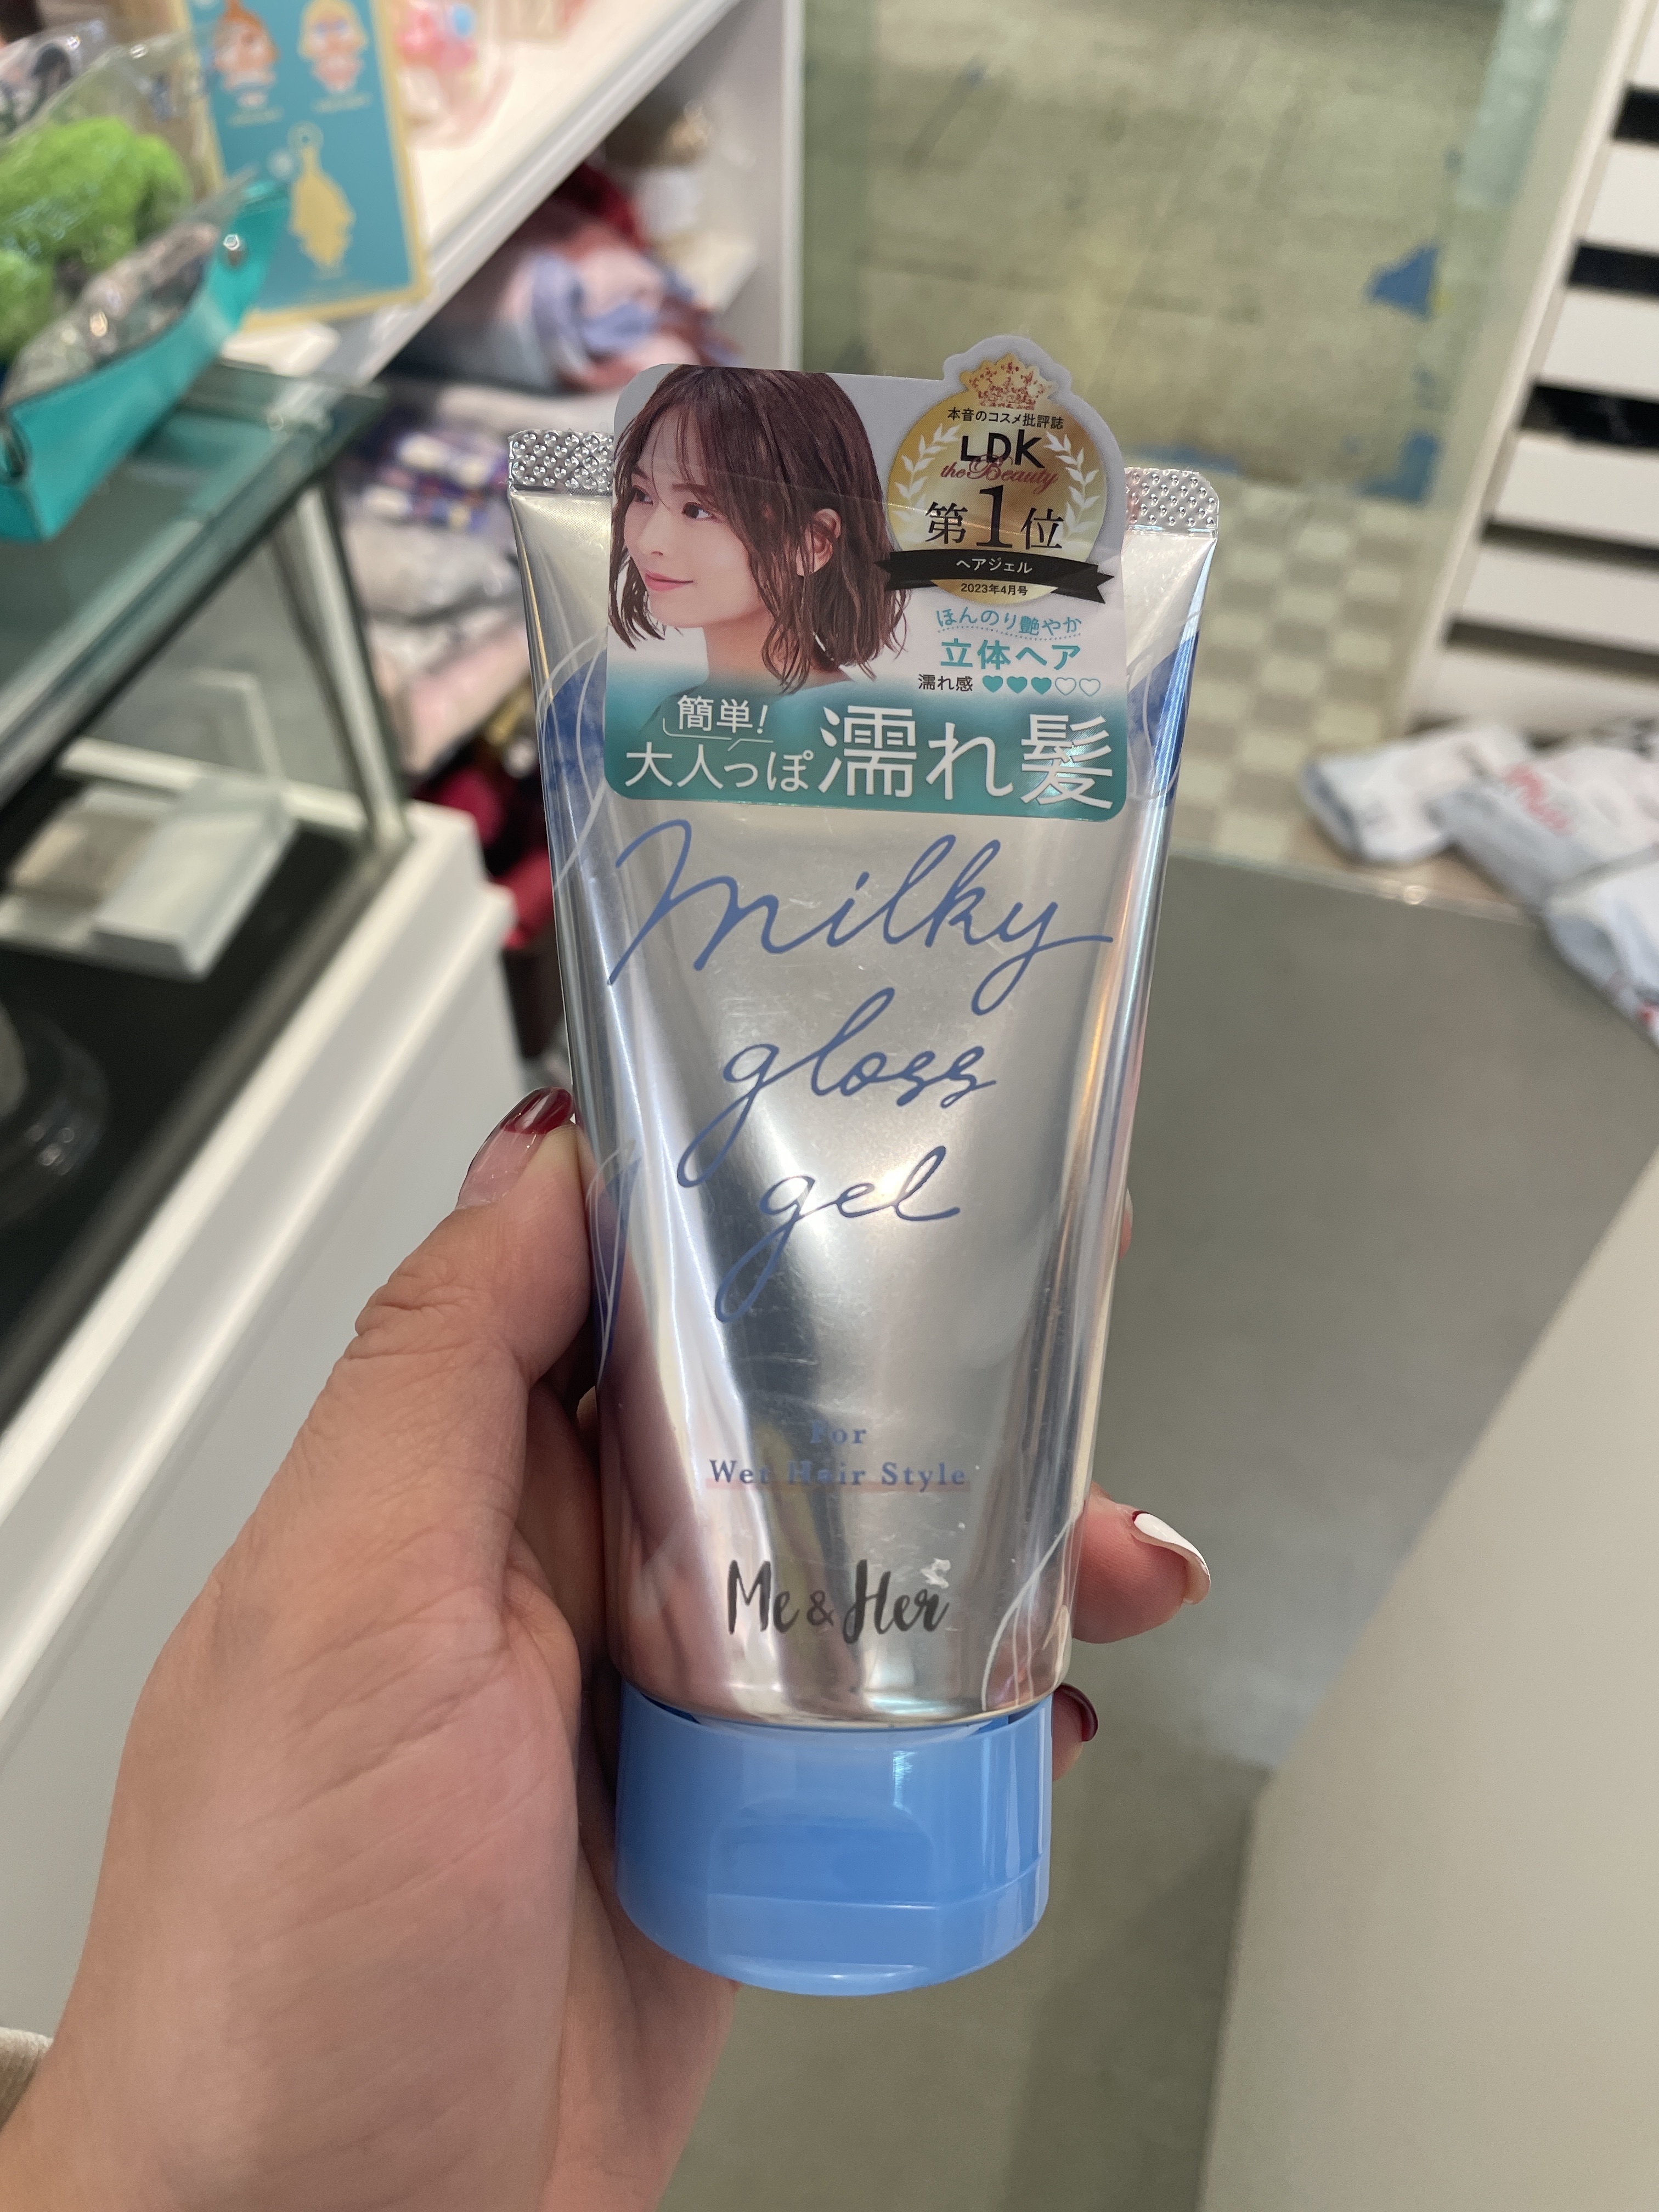 本音のコスメ批評誌
LDK
the Beauty
第1位
ヘアジェル
2023年4月号
ほんのり艶やか
立体ヘア
濡れ感
簡単!
大人っぽ濡れ髪
milky
gloss
gel
For
Wet Hair Style
Me & Her